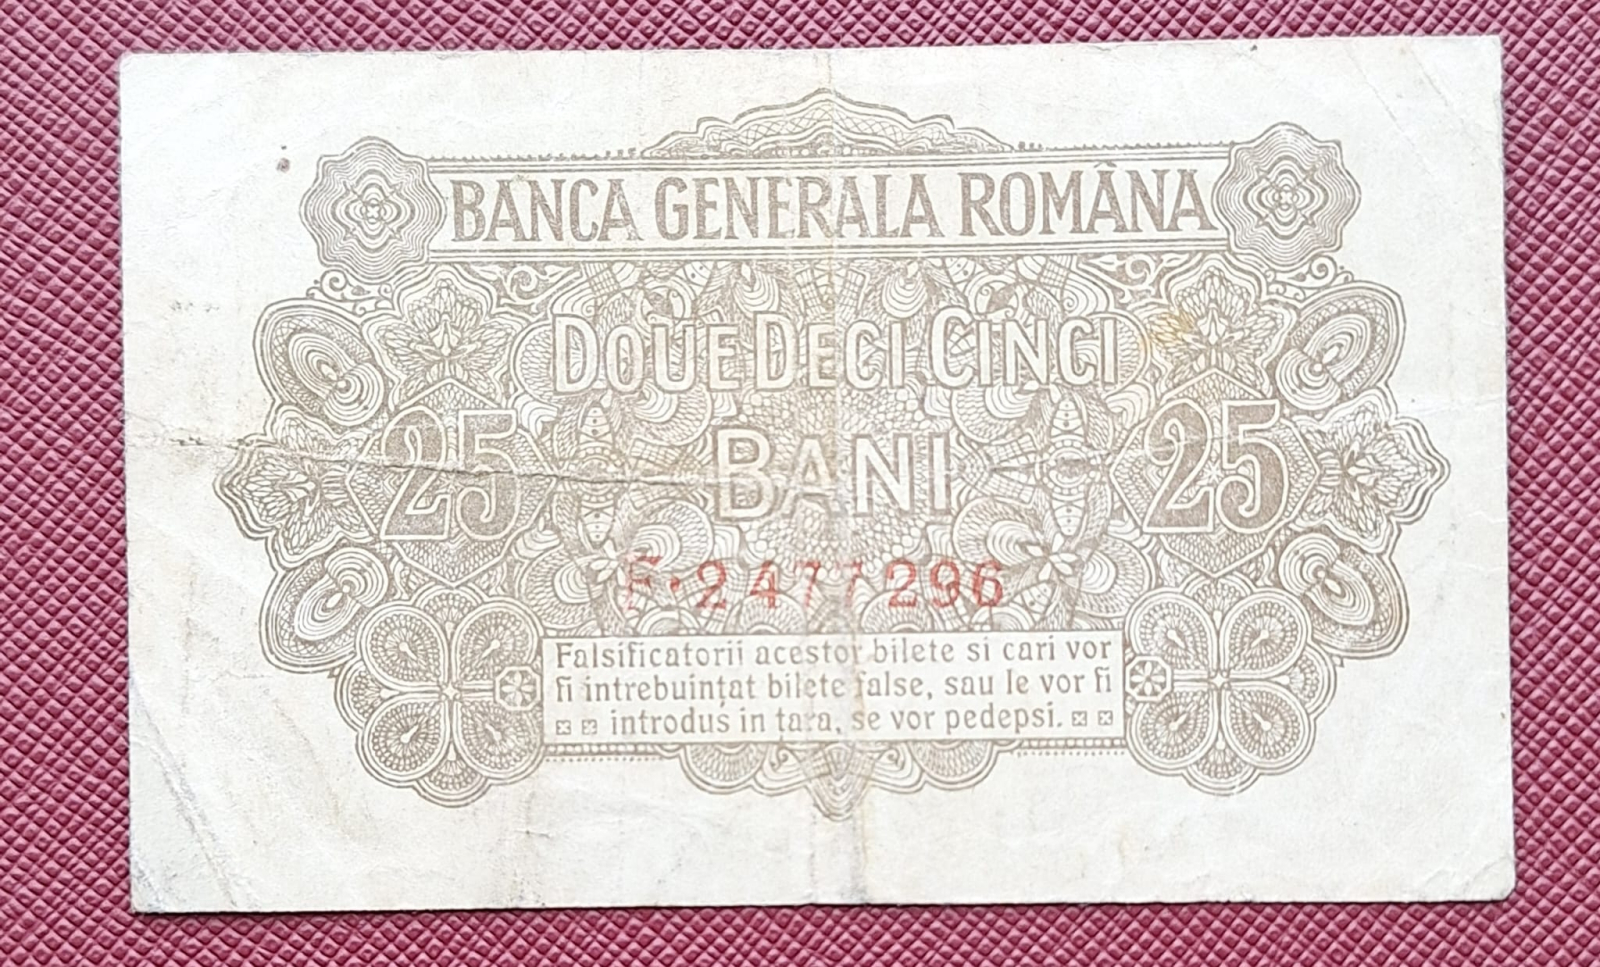 BANCA GENERALA ROMÂNA
DOUE DECI CINCI
25 BANI 25
F·2477296
Falsificatorii acestor bilete si cari vor
fi intrebuințat bilete false, sau le vor fi
introdus in țara, se vor pedepsi.